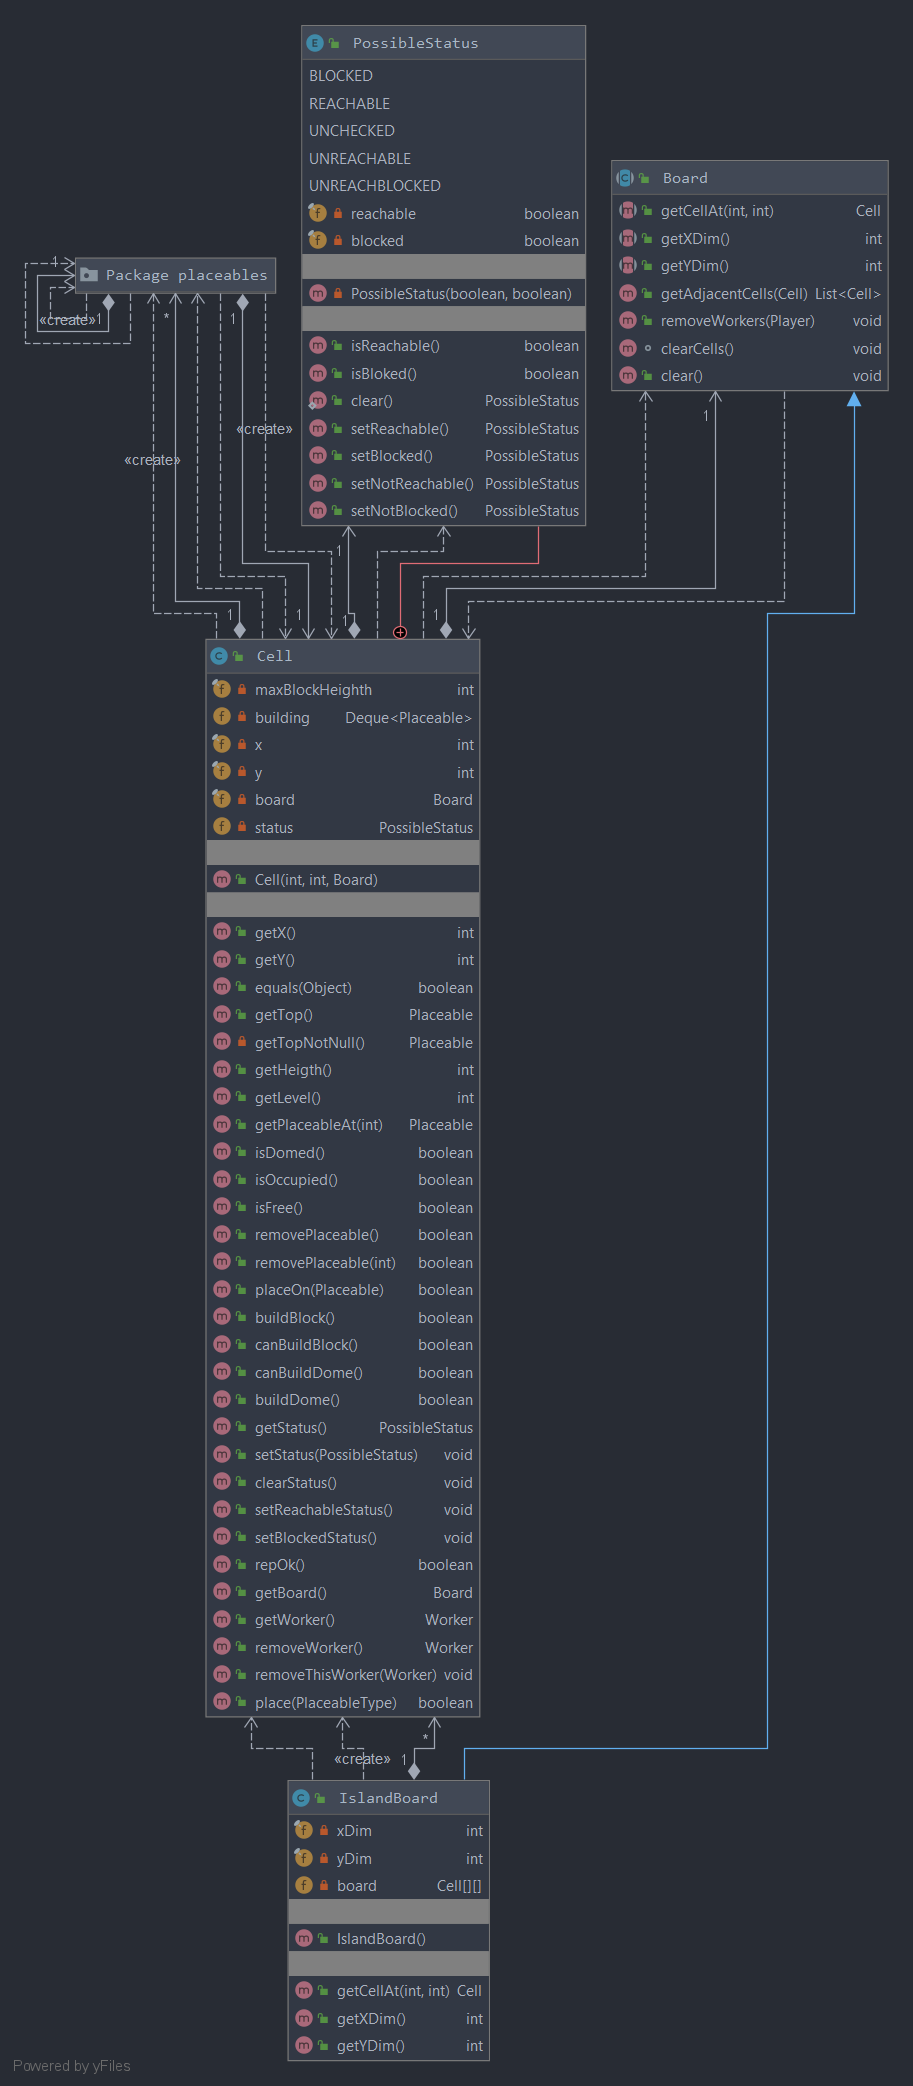 PossibleStatus
BLOCKED
REACHABLE
UNCHECKED
UNREACHABLE
UNREACHBLOCKED
reachable boolean
blocked boolean
PossibleStatus(boolean, boolean)
isReachable() boolean
isBloked() boolean
clear() PossibleStatus
setReachable() PossibleStatus
setBlocked() PossibleStatus
setNotReachable() PossibleStatus
setNotBlocked() PossibleStatus
Board
getCellAt(int, int) Cell
getXDim() int
getYDim() int
getAdjacentCells(Cell) List<Cell>
removeWorkers(Player) void
clearCells() void
clear() void
1
Package placeables
«create»
1
*
1
«create»
«create»
1
1
1
1
1
1
Cell
maxBlockHeighth int
building Deque<Placeable>
x int
y int
board Board
status PossibleStatus
Cell(int, int, Board)
getX() int
getY() int
equals(Object) boolean
getTop() Placeable
getTopNotNull() Placeable
getHeigth() int
getLevel() int
getPlaceableAt(int) Placeable
isDomed() boolean
isOccupied() boolean
isFree() boolean
removePlaceable() boolean
removePlaceable(int) boolean
placeOn(Placeable) boolean
buildBlock() boolean
canBuildBlock() boolean
canBuildDome() boolean
buildDome() boolean
getStatus() PossibleStatus
setStatus(PossibleStatus) void
clearStatus() void
setReachableStatus() void
setBlockedStatus() void
repOk() boolean
getBoard() Board
getWorker() Worker
removeWorker() Worker
removeThisWorker(Worker) void
place(PlaceableType) boolean
*
«create» 1
IslandBoard
xDim int
yDim int
board Cell[][]
IslandBoard()
getCellAt(int, int) Cell
getXDim() int
getYDim() int
Powered by yFiles